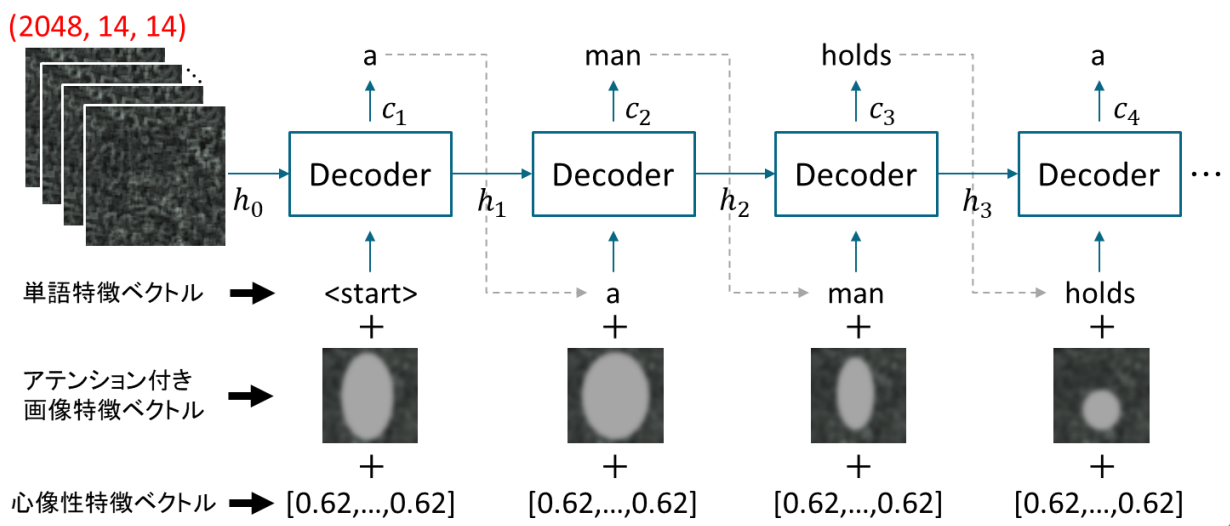 (2048, 14, 14)
a man holds a
c₁ c₂ c₃ c₄
Decoder Decoder Decoder Decoder …
h₀ h₁ h₂ h₃
単語特徴ベクトル <start> a man holds
+ + + +
アテンション付き
画像特徴ベクトル
+ + + +
心像性特徴ベクトル [0.62,…,0.62] [0.62,…,0.62] [0.62,…,0.62] [0.62,…,0.62]